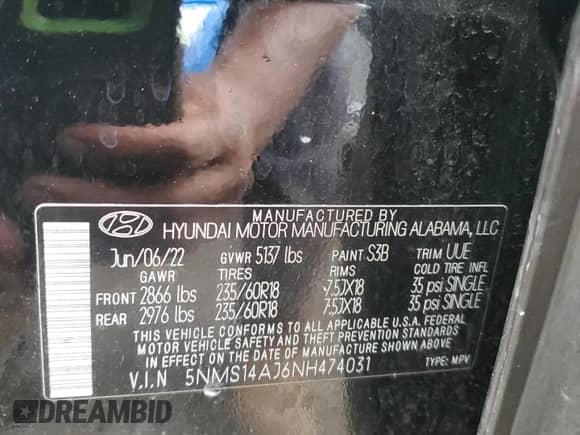 MANUFACTURED BY
HYUNDAI MOTOR MANUFACTURING ALABAMA, LLC
Jun/06/22 GVWR 5137 lbs PAINT S3B TRIM UUE
GAWR TIRES RIMS COLD TIRE INFL
FRONT 2866 lbs 235/60R18 7.5JX18 35 psi SINGLE
REAR 2976 lbs 235/60R18 7.5JX18 35 psi SINGLE
THIS VEHICLE CONFORMS TO ALL APPLICABLE U.S.A. FEDERAL
MOTOR VEHICLE SAFETY AND THEFT PREVENTION STANDARDS
IN EFFECT ON THE DATE OF MANUFACTURE SHOWN ABOVE.
V.I.N 5NMS14AJ6NH474031 TYPE: MPV
DREAMBID